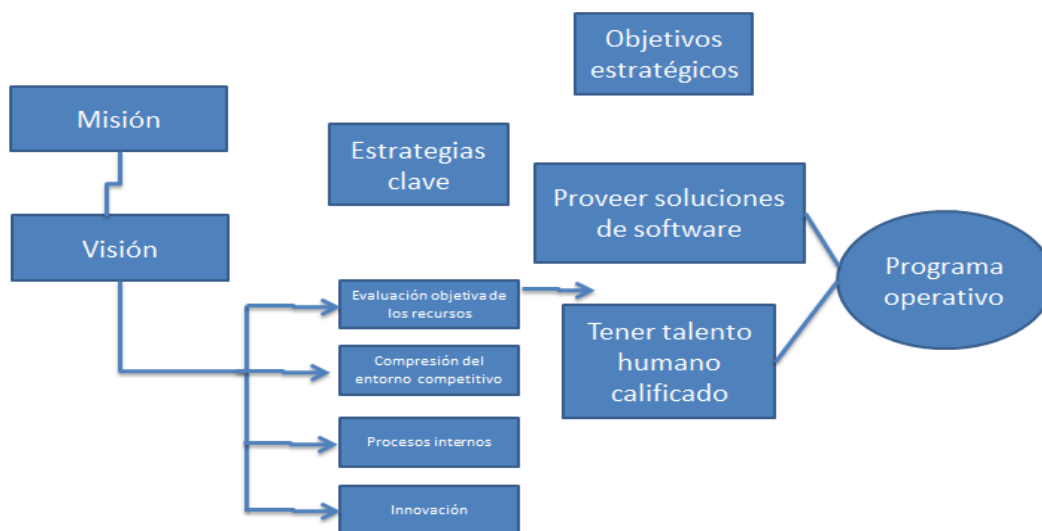 Objetivos
estratégicos
Misión
Estrategias
clave
Proveer soluciones
de software
Visión
Programa
operativo
Evaluación objetiva de
los recursos
Tener talento
humano
calificado
Compresión del
entorno competitivo
Procesos internos
Innovación